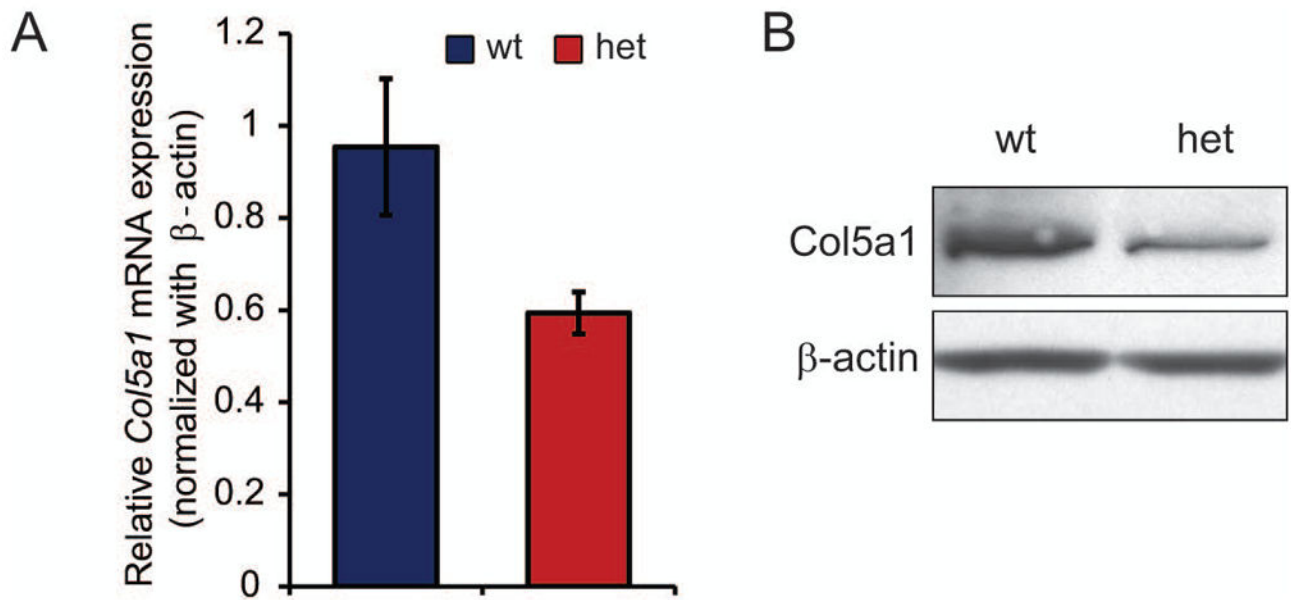 A
Relative Col5a1 mRNA expression
(normalized with β-actin)
1.2
1
0.8
0.6
0.4
0.2
0
wt
het
B
wt
het
Col5a1
β-actin